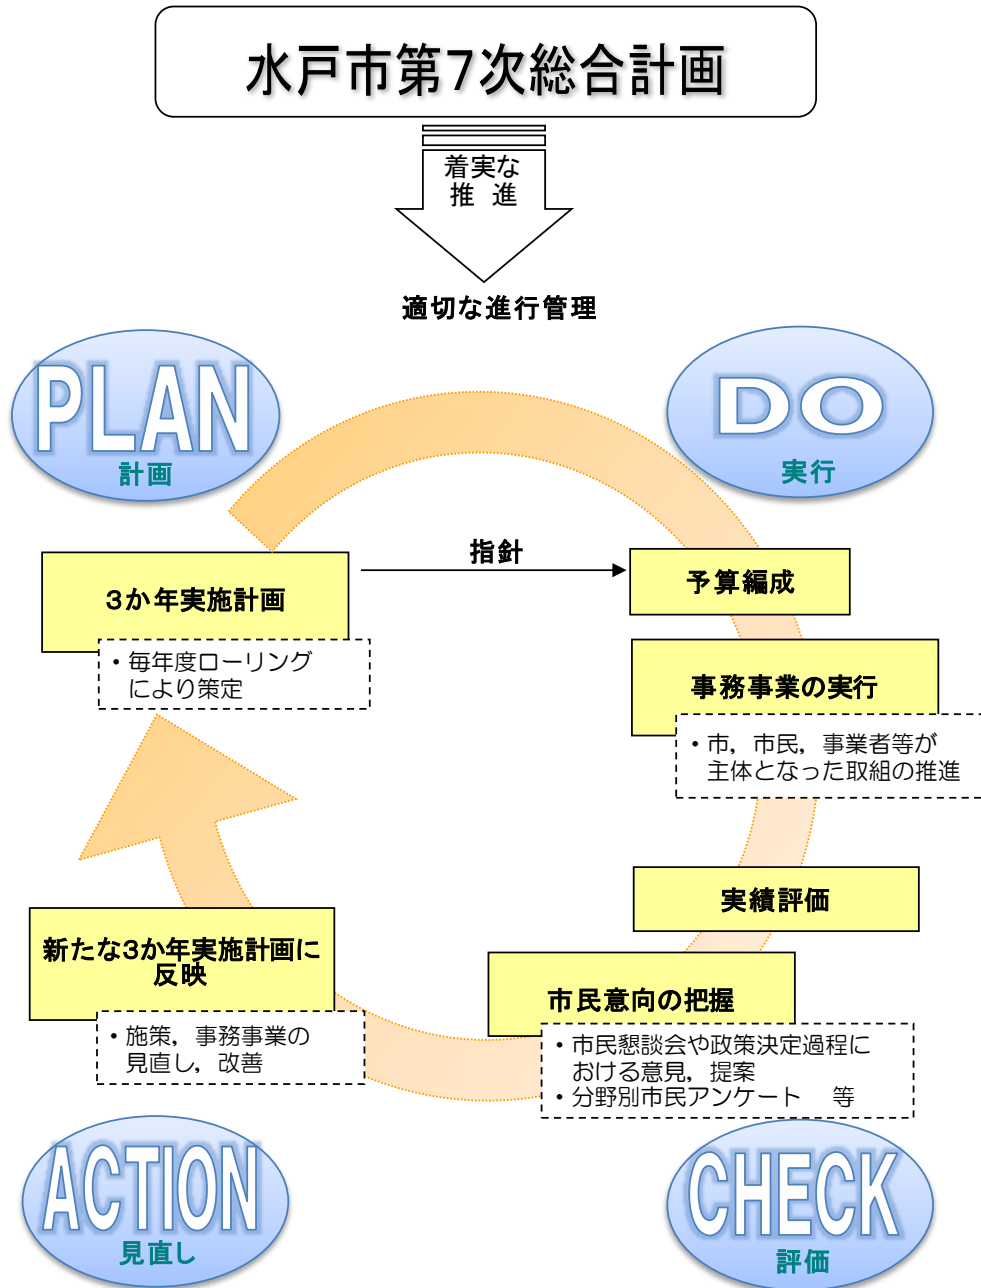 水戸市第７次総合計画
着実な
推　進
適切な進行管理
PLAN
計画
DO
実行
３か年実施計画
・毎年度ローリング
により策定
指針
予算編成
事務事業の実行
・市，市民，事業者等が
主体となった取組の推進
実績評価
市民意向の把握
・市民懇談会や政策決定過程に
おける意見，提案
・分野別市民アンケート　等
新たな3か年実施計画に
反映
・施策，事務事業の
見直し，改善
ACTION
見直し
CHECK
評価